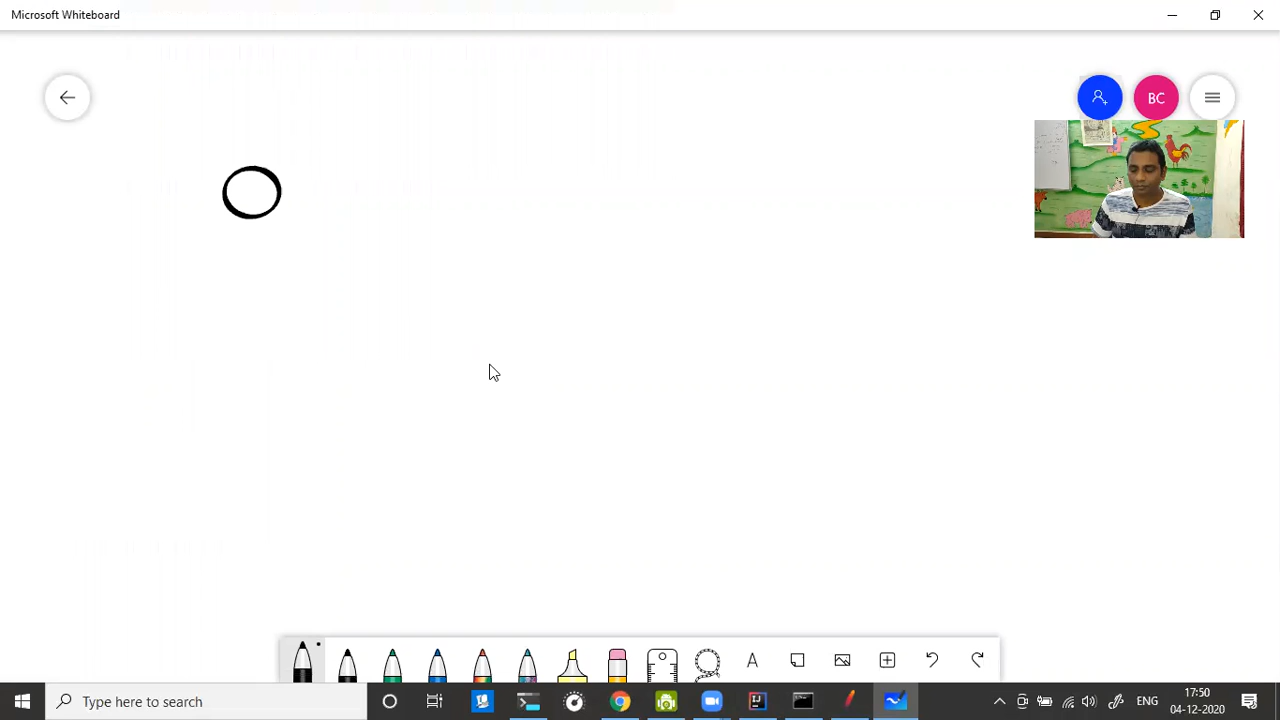 Microsoft Whiteboard
BC
A
Type here to search
ENG
17:50
04-12-2020